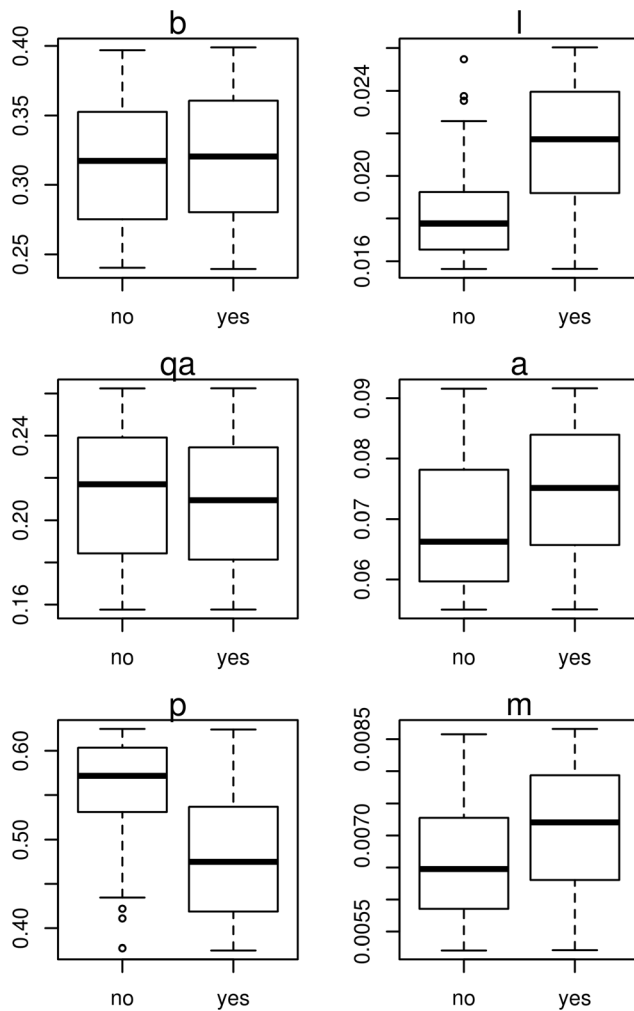 b
0.40
0.35
0.30
0.25
no yes
l
0.024
0.020
0.016
no yes
qa
0.24
0.20
0.16
no yes
a
0.09
0.08
0.07
0.06
no yes
p
0.60
0.50
0.40
no yes
m
0.0085
0.0070
0.0055
no yes